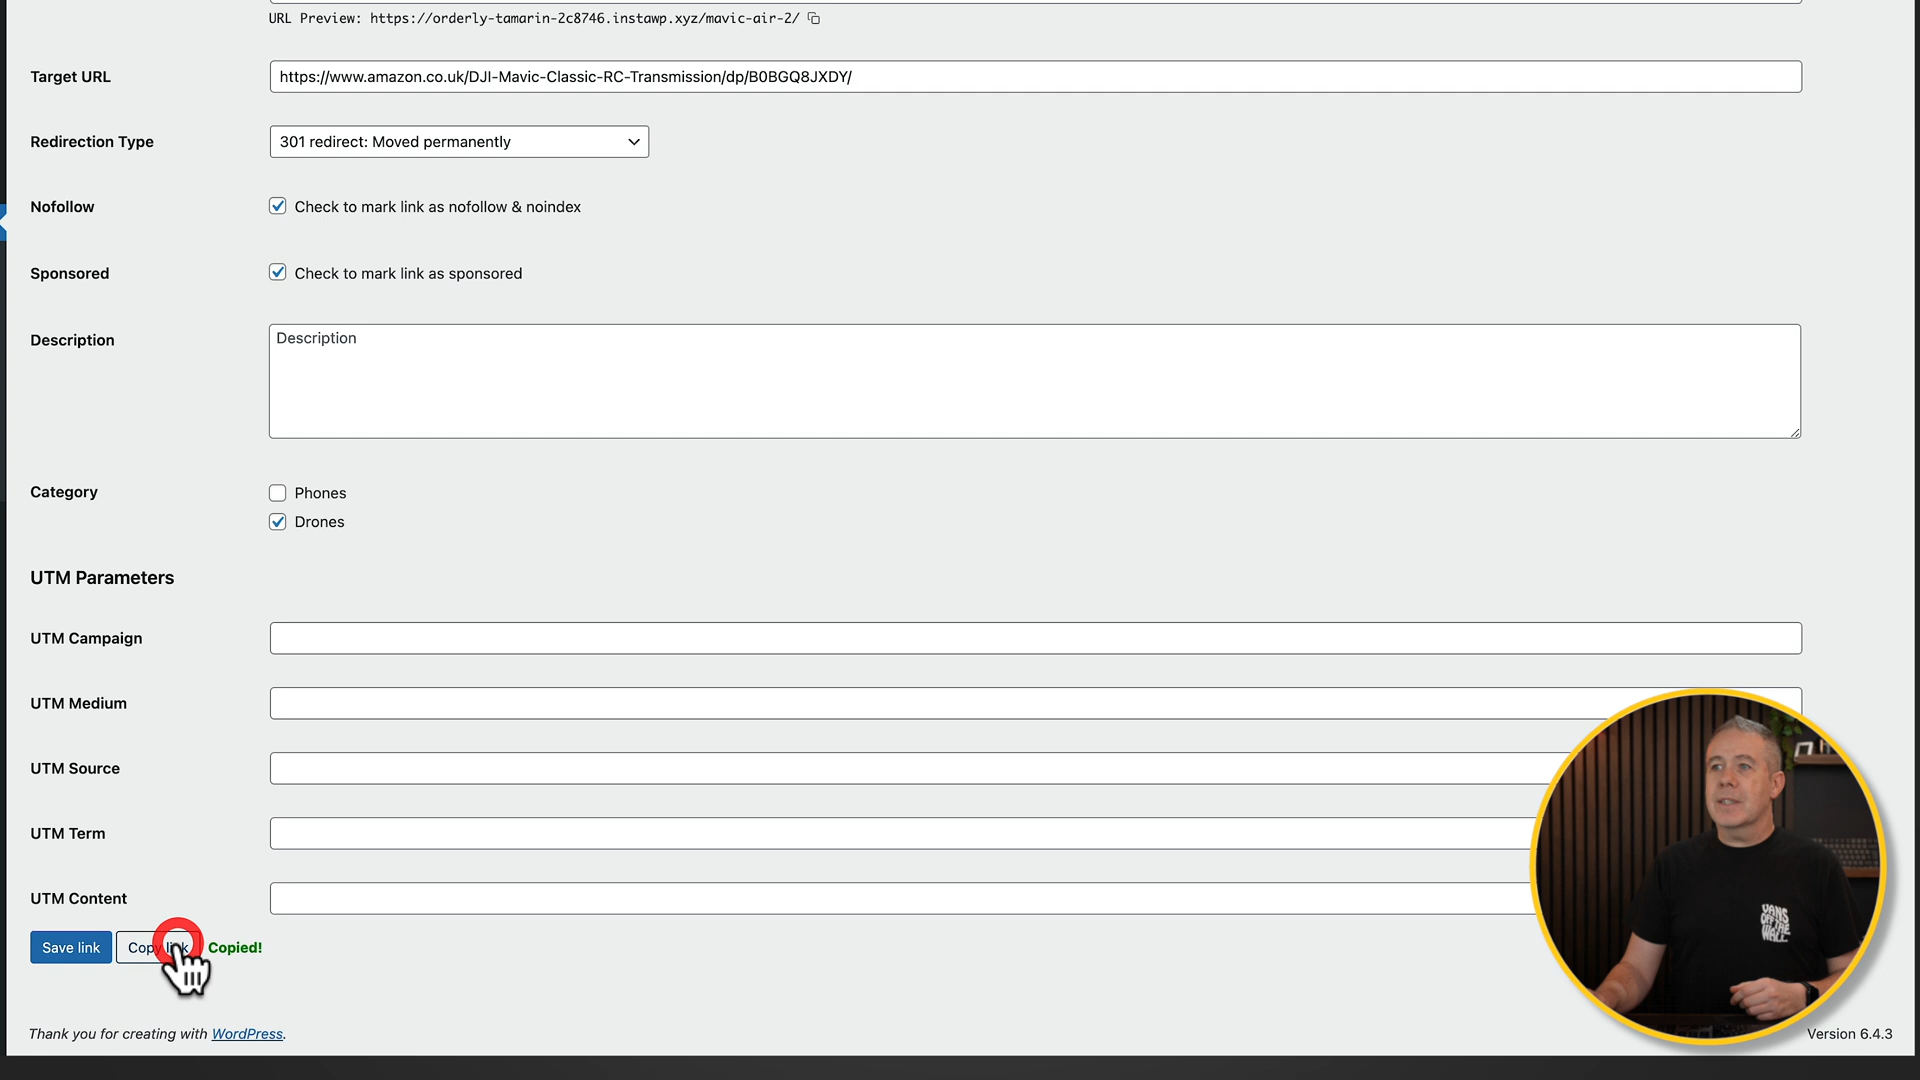 URL Preview: https://orderly-tamarin-2c8746.instawp.xyz/mavic-air-2/
Target URL
https://www.amazon.co.uk/DJI-Mavic-Classic-RC-Transmission/dp/B0BGQ8JXDY/
Redirection Type
301 redirect: Moved permanently
Nofollow
Check to mark link as nofollow & noindex
Sponsored
Check to mark link as sponsored
Description
Description
Category
Phones
Drones
UTM Parameters
UTM Campaign
UTM Medium
UTM Source
UTM Term
UTM Content
Save link
Copy link
Copied!
VANS
OFF THE
WALL
Thank you for creating with WordPress.
Version 6.4.3